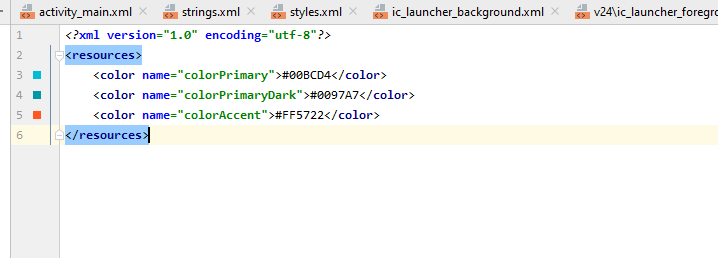 activity_main.xml strings.xml styles.xml ic_launcher_background.xml v24\ic_launcher_foregro
1 <?xml version="1.0" encoding="utf-8"?>
2 <resources>
3 <color name="colorPrimary">#00BCD4</color>
4 <color name="colorPrimaryDark">#0097A7</color>
5 <color name="colorAccent">#FF5722</color>
6 </resources>